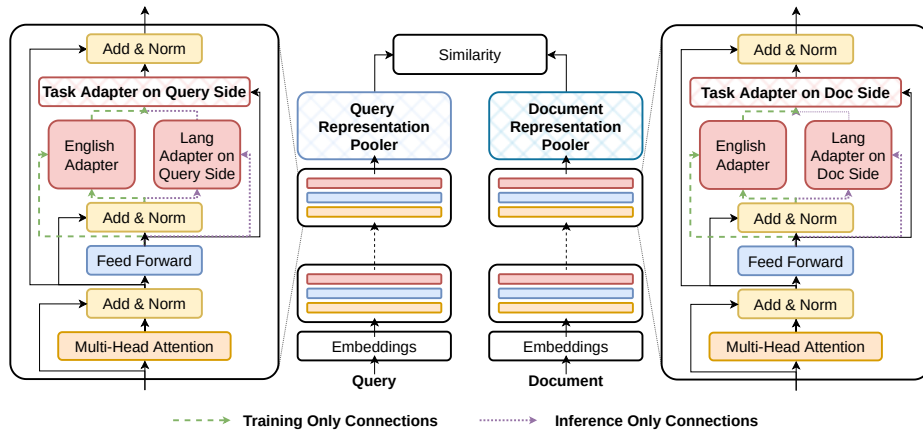 Add & Norm
Task Adapter on Query Side
English
Adapter
Lang
Adapter on
Query Side
Add & Norm
Feed Forward
Add & Norm
Multi-Head Attention
Similarity
Query
Representation
Pooler
Document
Representation
Pooler
Embeddings
Embeddings
Query
Document
Add & Norm
Task Adapter on Doc Side
English
Adapter
Lang
Adapter on
Doc Side
Add & Norm
Feed Forward
Add & Norm
Multi-Head Attention
Training Only Connections
Inference Only Connections